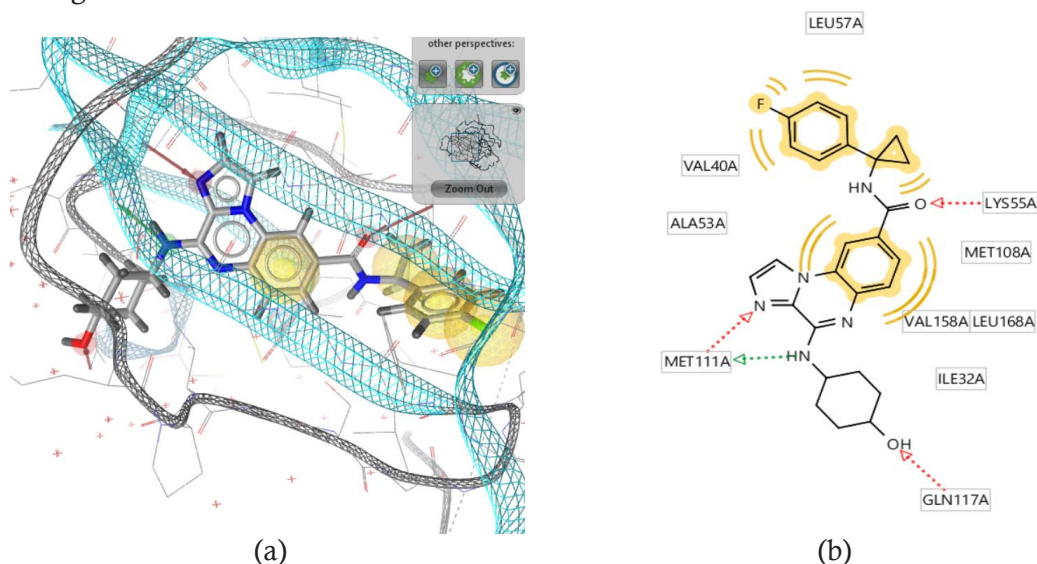 other perspectives:
Zoom Out
(a)
LEU57A
F
VAL40A
HN
O
LYS55A
ALA53A
MET108A
N
N
N
VAL158A
LEU168A
MET111A
HN
ILE32A
OH
GLN117A
(b)